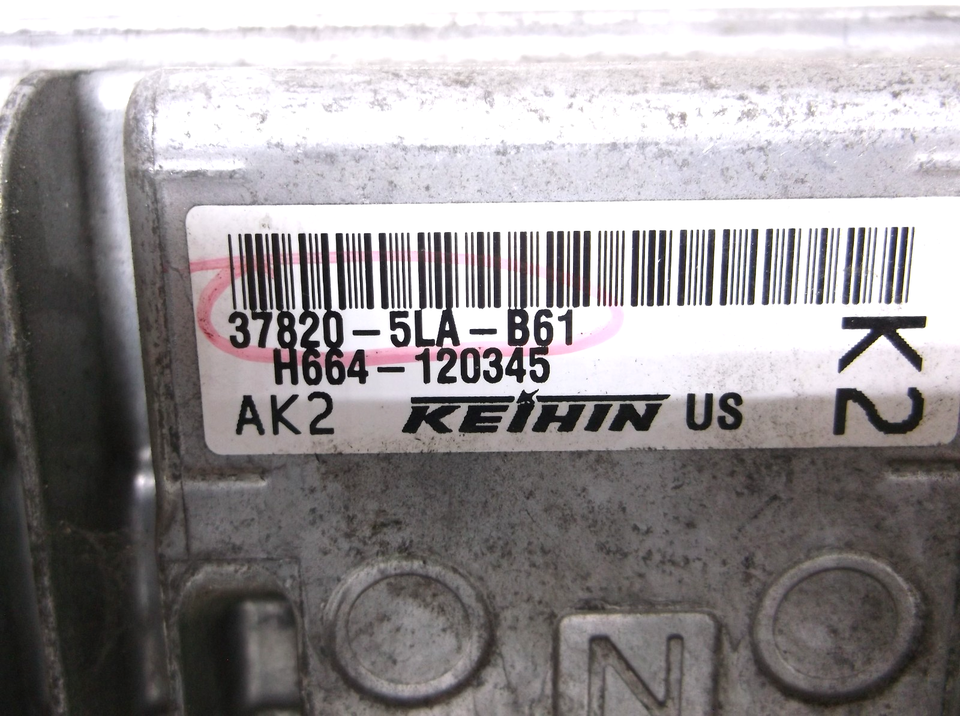 37820-5LA-B61
H664-120345
AK2 KEIHIN US
K2
N